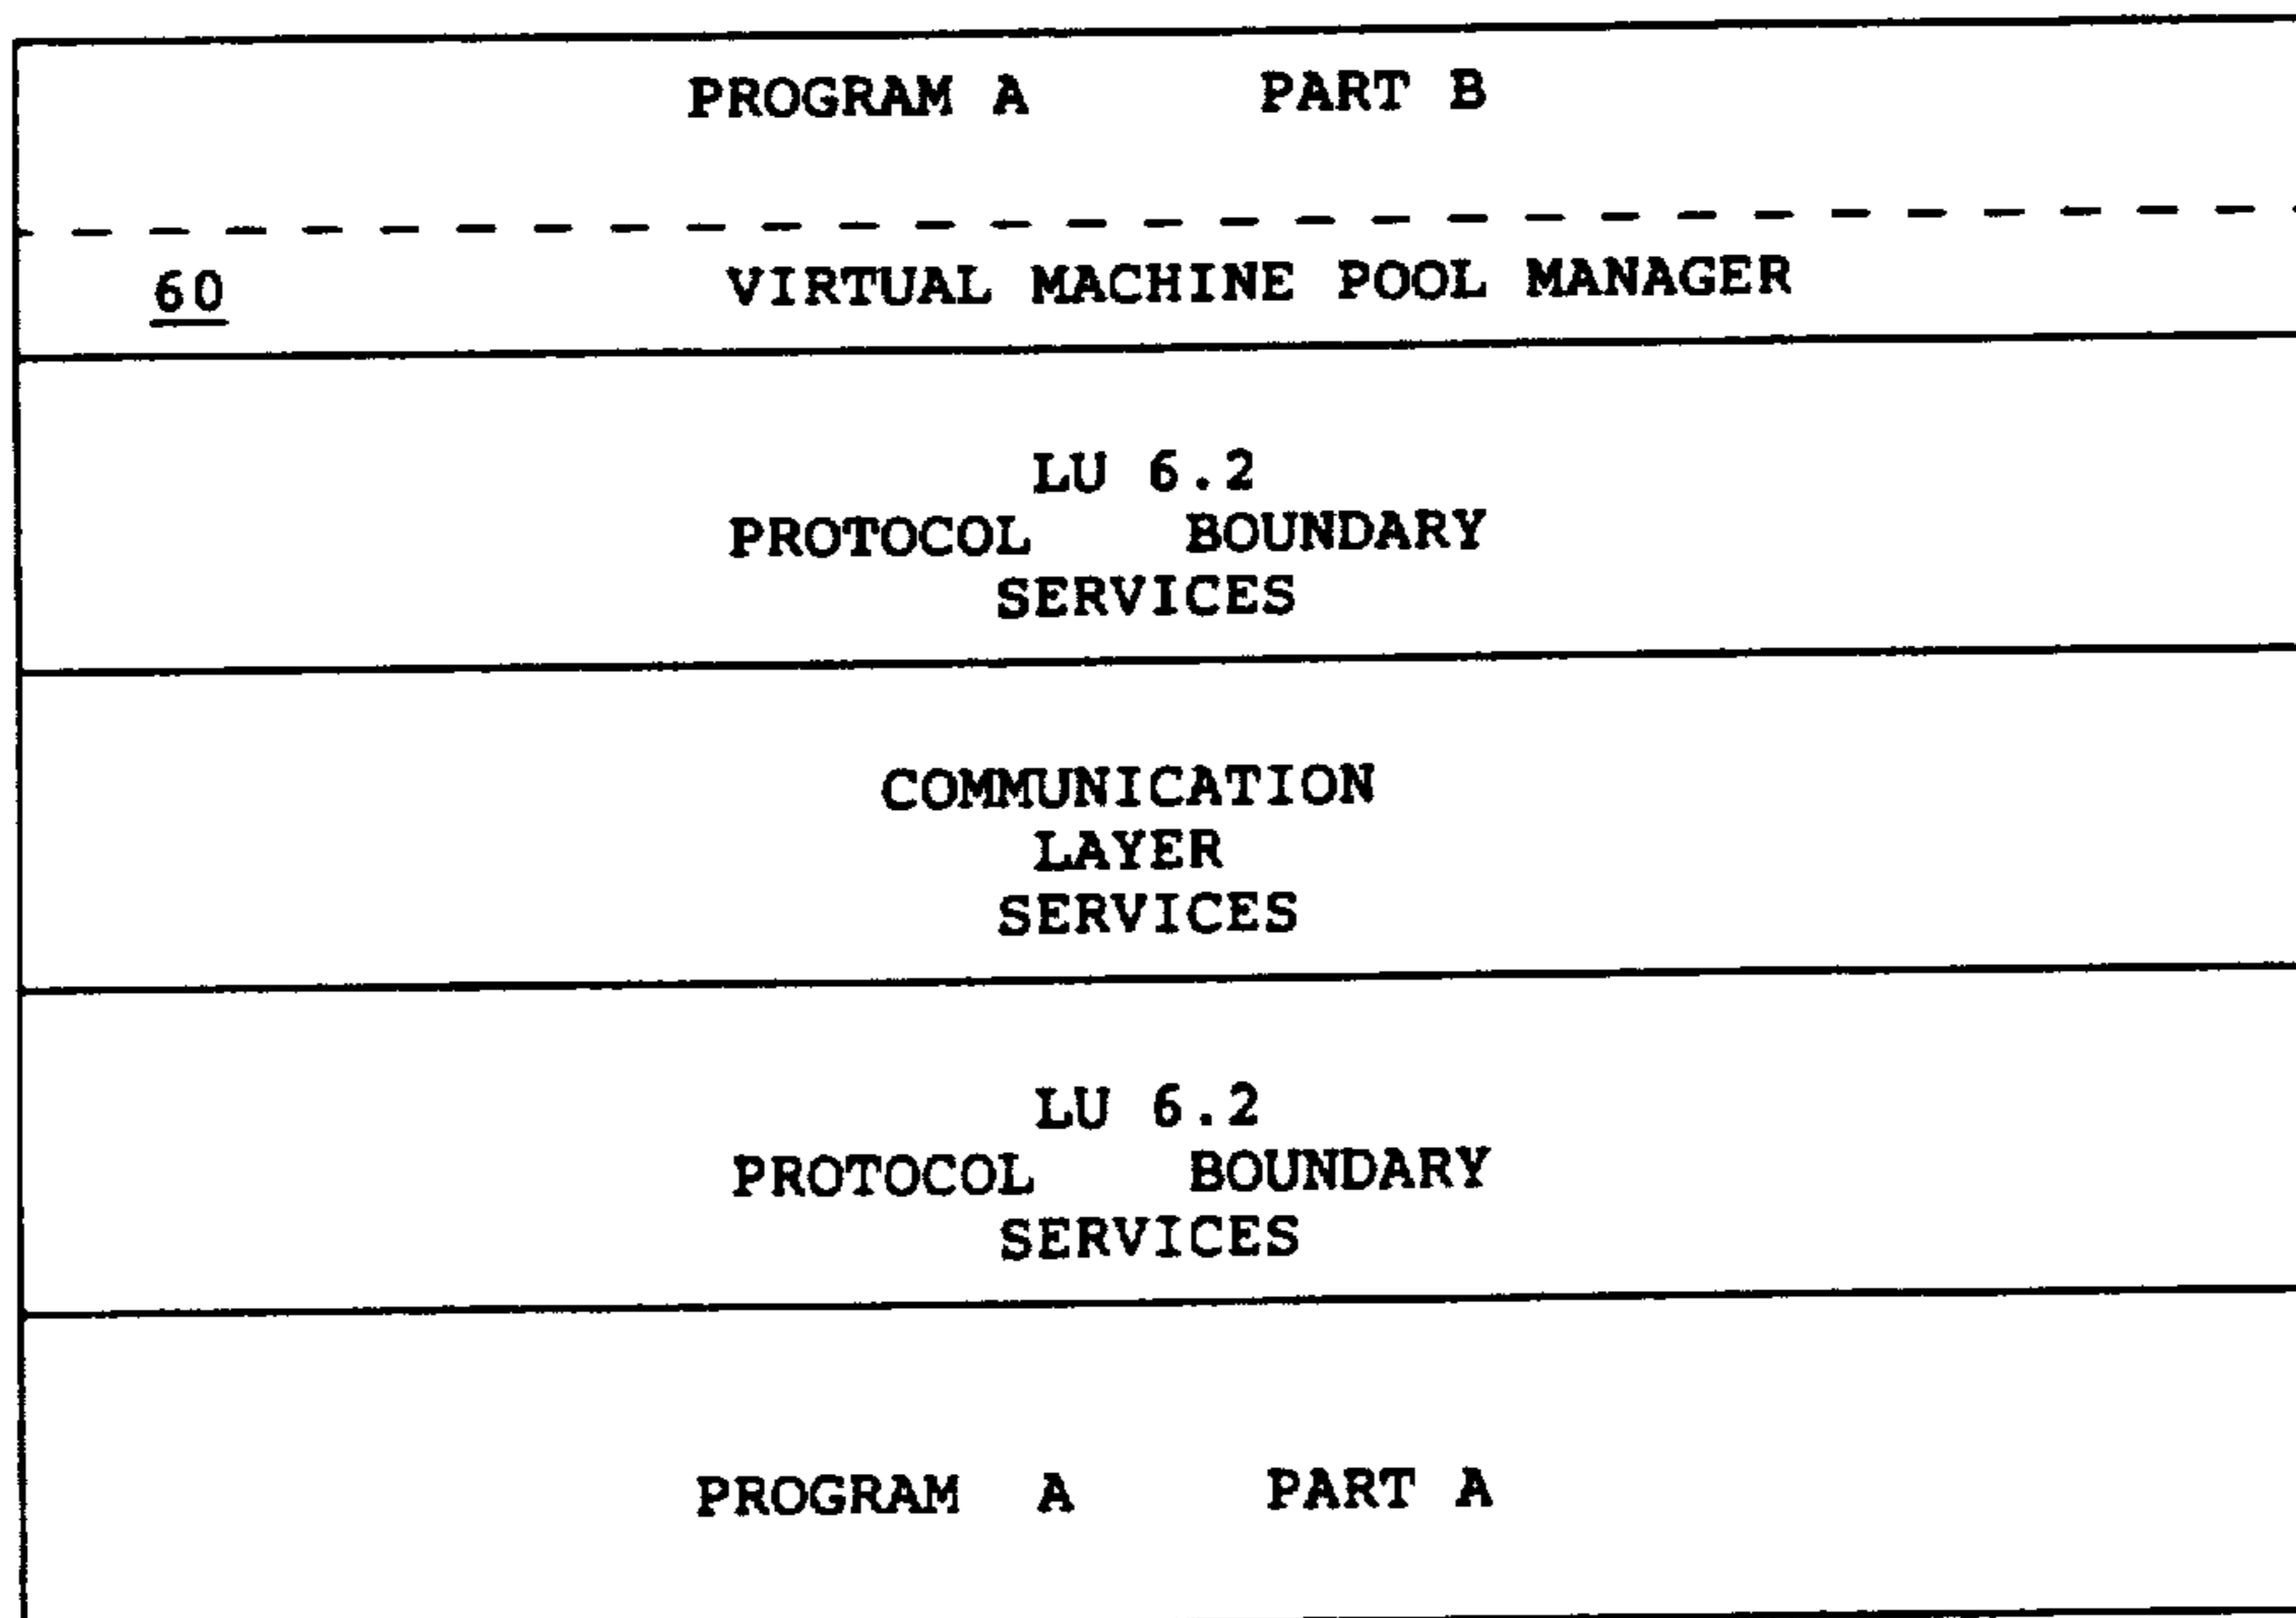 PROGRAM A PART B
60 VIRTUAL MACHINE POOL MANAGER
LU 6.2
PROTOCOL BOUNDARY
SERVICES
COMMUNICATION
LAYER
SERVICES
LU 6.2
PROTOCOL BOUNDARY
SERVICES
PROGRAM A PART A